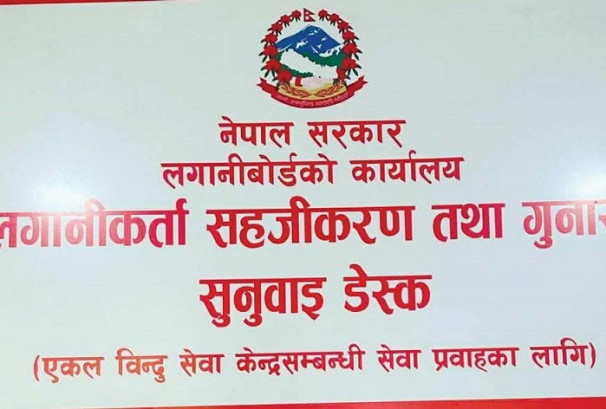 नेपाल सरकार
लगानीबोर्डको कार्यालय
लगानीकर्ता सहजीकरण तथा
सुनुवाइ डेस्क
(एकल विन्दु सेवा केन्द्रसम्बन्धी सेवा प्रवाहका लागि)